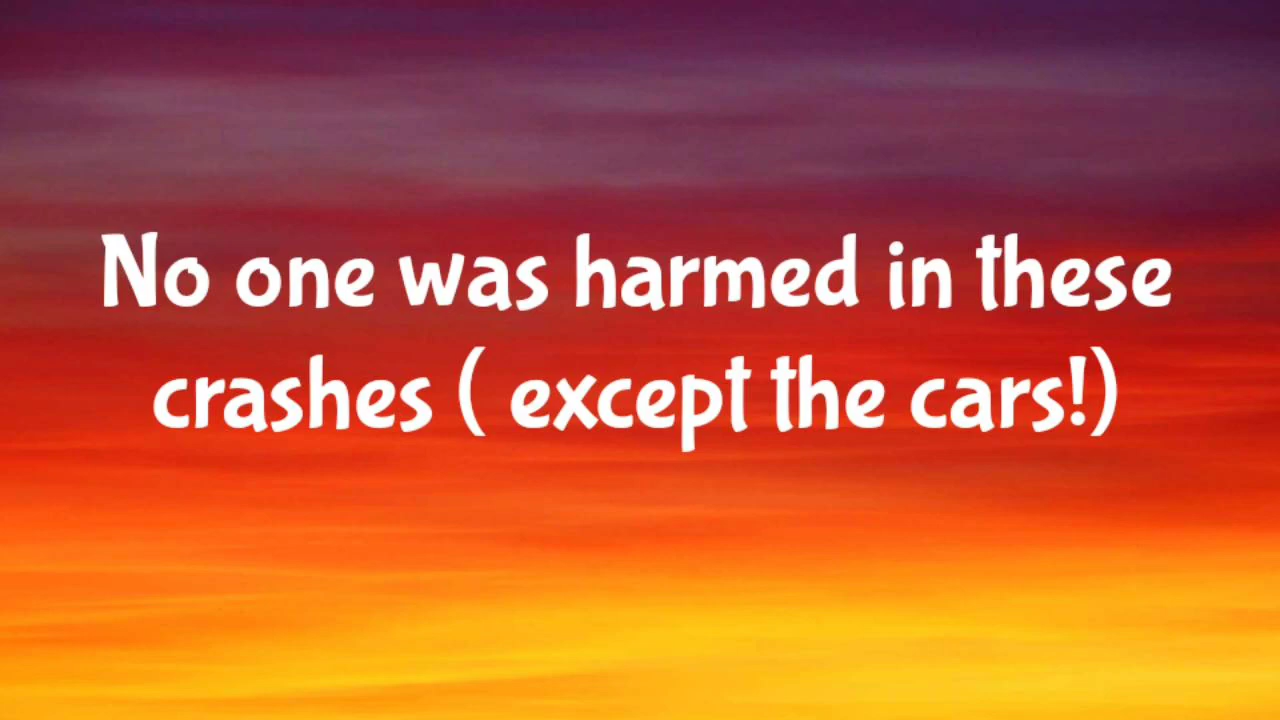 No one was harmed in these
crashes ( except the cars!)